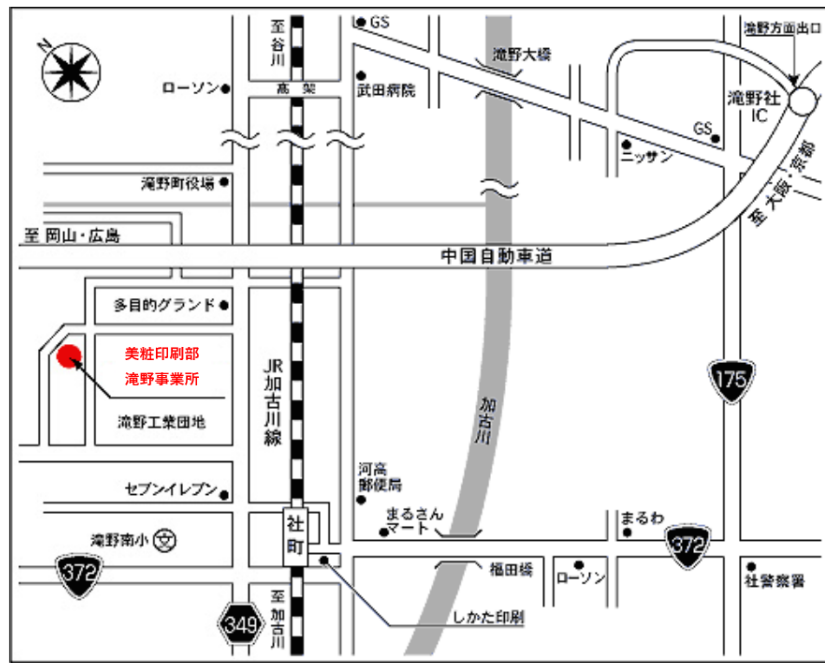 N
至谷川
GS
滝野方面出口
滝野大橋
ローソン
高架
武田病院
滝野社
IC
GS
ニッサン
滝野町役場
至 大阪・京都
至 岡山・広島
中国自動車道
多目的グランド
美粧印刷部
滝野事業所
JR加古川線
175
加古川
滝野工業団地
河高
郵便局
セブンイレブン
まるさん
マート
まるわ
社町
滝野南小
文
372
372
福田橋
ローソン
社警察署
349
至加古川
しかた印刷